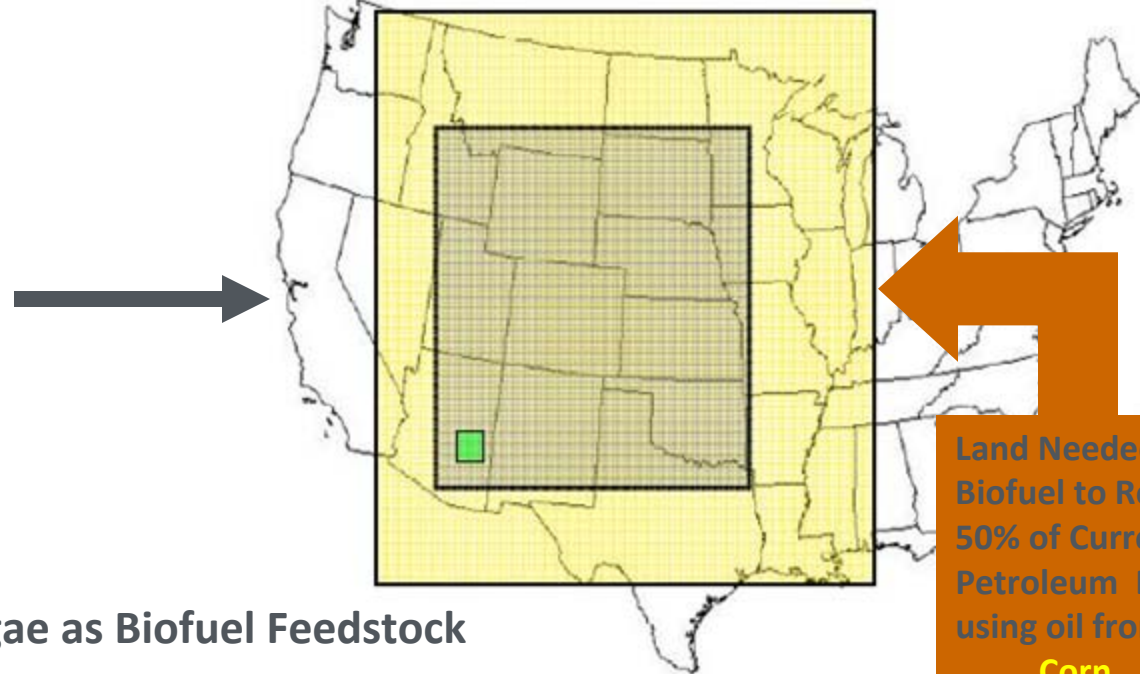 gae as Biofuel Feedstock
Land Neede
Biofuel to Re
50% of Curre
Petroleum
using oil fro
Corn